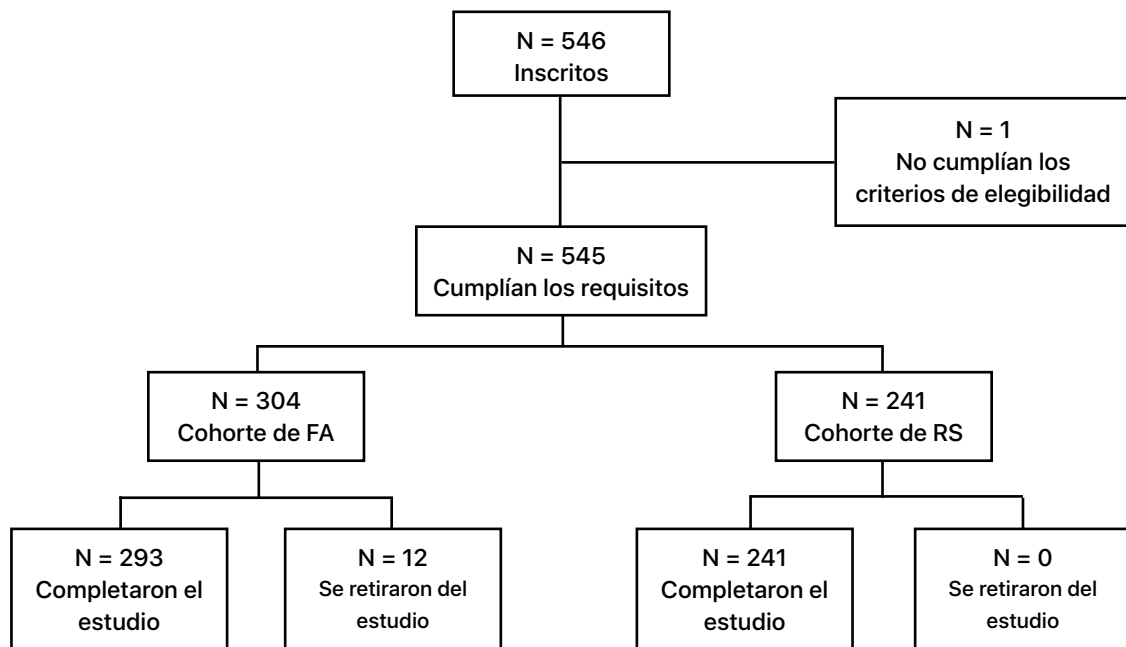 N = 546
Inscritos
N = 1
No cumplían los
criterios de elegibilidad
N = 545
Cumplían los requisitos
N = 304
Cohorte de FA
N = 241
Cohorte de RS
N = 293
Completaron el
estudio
N = 12
Se retiraron del
estudio
N = 241
Completaron el
estudio
N = 0
Se retiraron del
estudio